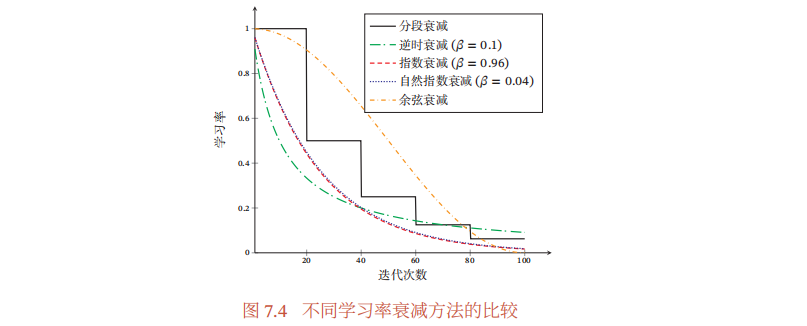 分段衰减
逆时衰减 (β = 0.1)
指数衰减 (β = 0.96)
自然指数衰减 (β = 0.04)
余弦衰减
1
0.8
0.6
0.4
0.2
0
学习率
20 40 60 80 100
迭代次数
图 7.4 不同学习率衰减方法的比较